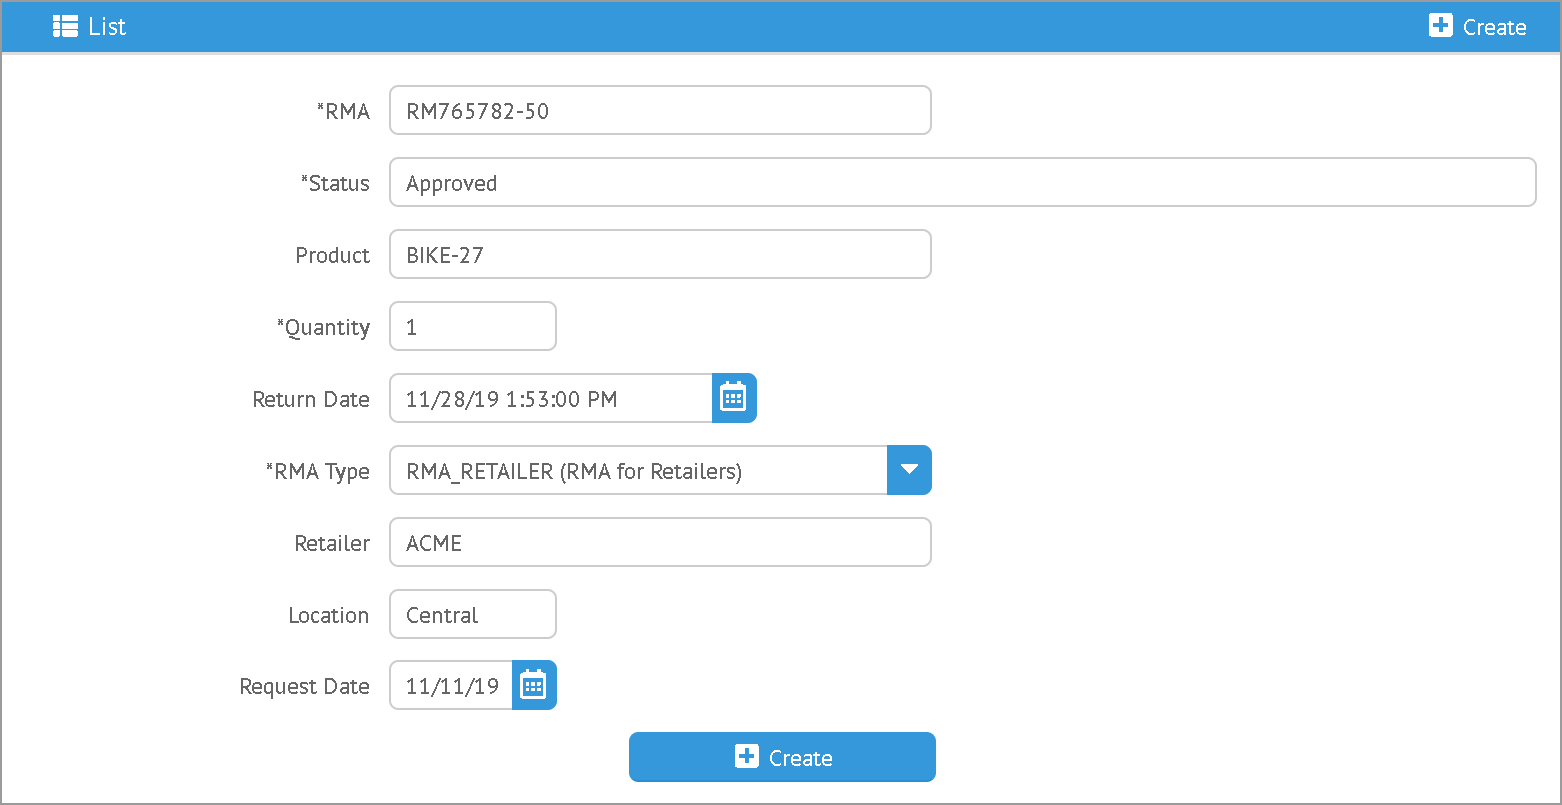 List Create
*RMA RM765782-50
*Status Approved
Product BIKE-27
*Quantity 1
Return Date 11/28/19 1:53:00 PM
*RMA Type RMA_RETAILER (RMA for Retailers)
Retailer ACME
Location Central
Request Date 11/11/19
Create